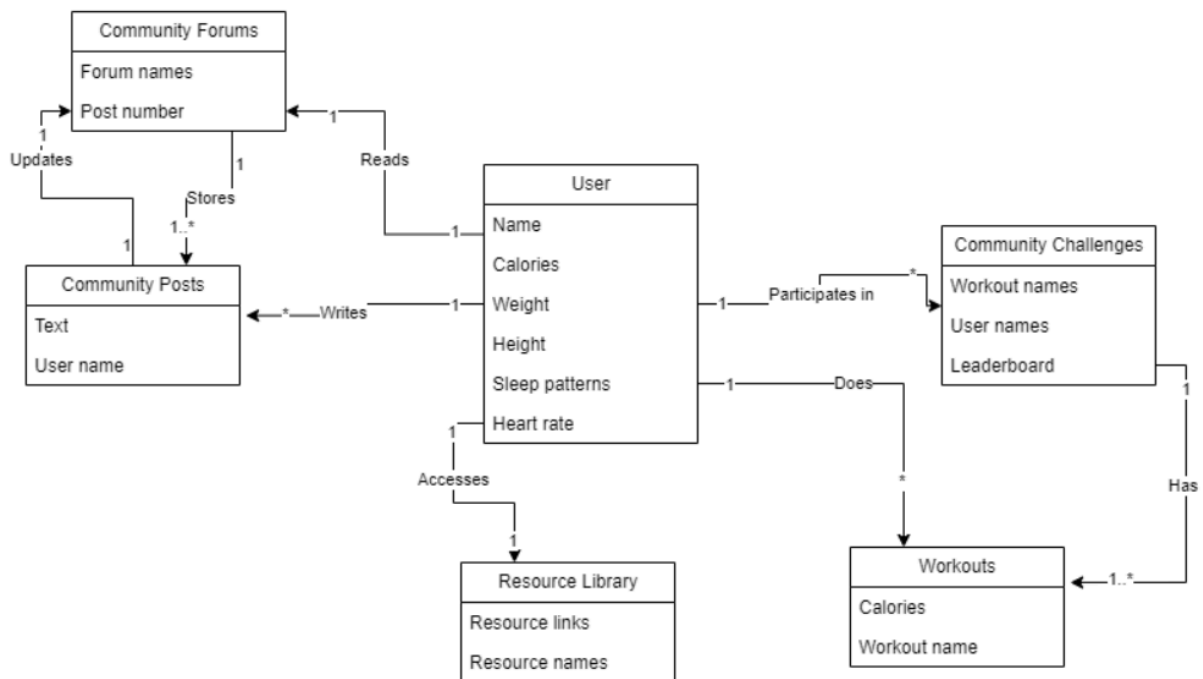 Community Forums
Forum names
Post number
1
Updates
1
1
Stores
1..*
1
Reads
1
Community Posts
Text
User name
*
Writes
1
User
Name
Calories
Weight
Height
Sleep patterns
Heart rate
1
Participates in
*
Community Challenges
Workout names
User names
Leaderboard
1
Does
*
1
Has
1..*
Workouts
Calories
Workout name
1
Accesses
1
Resource Library
Resource links
Resource names